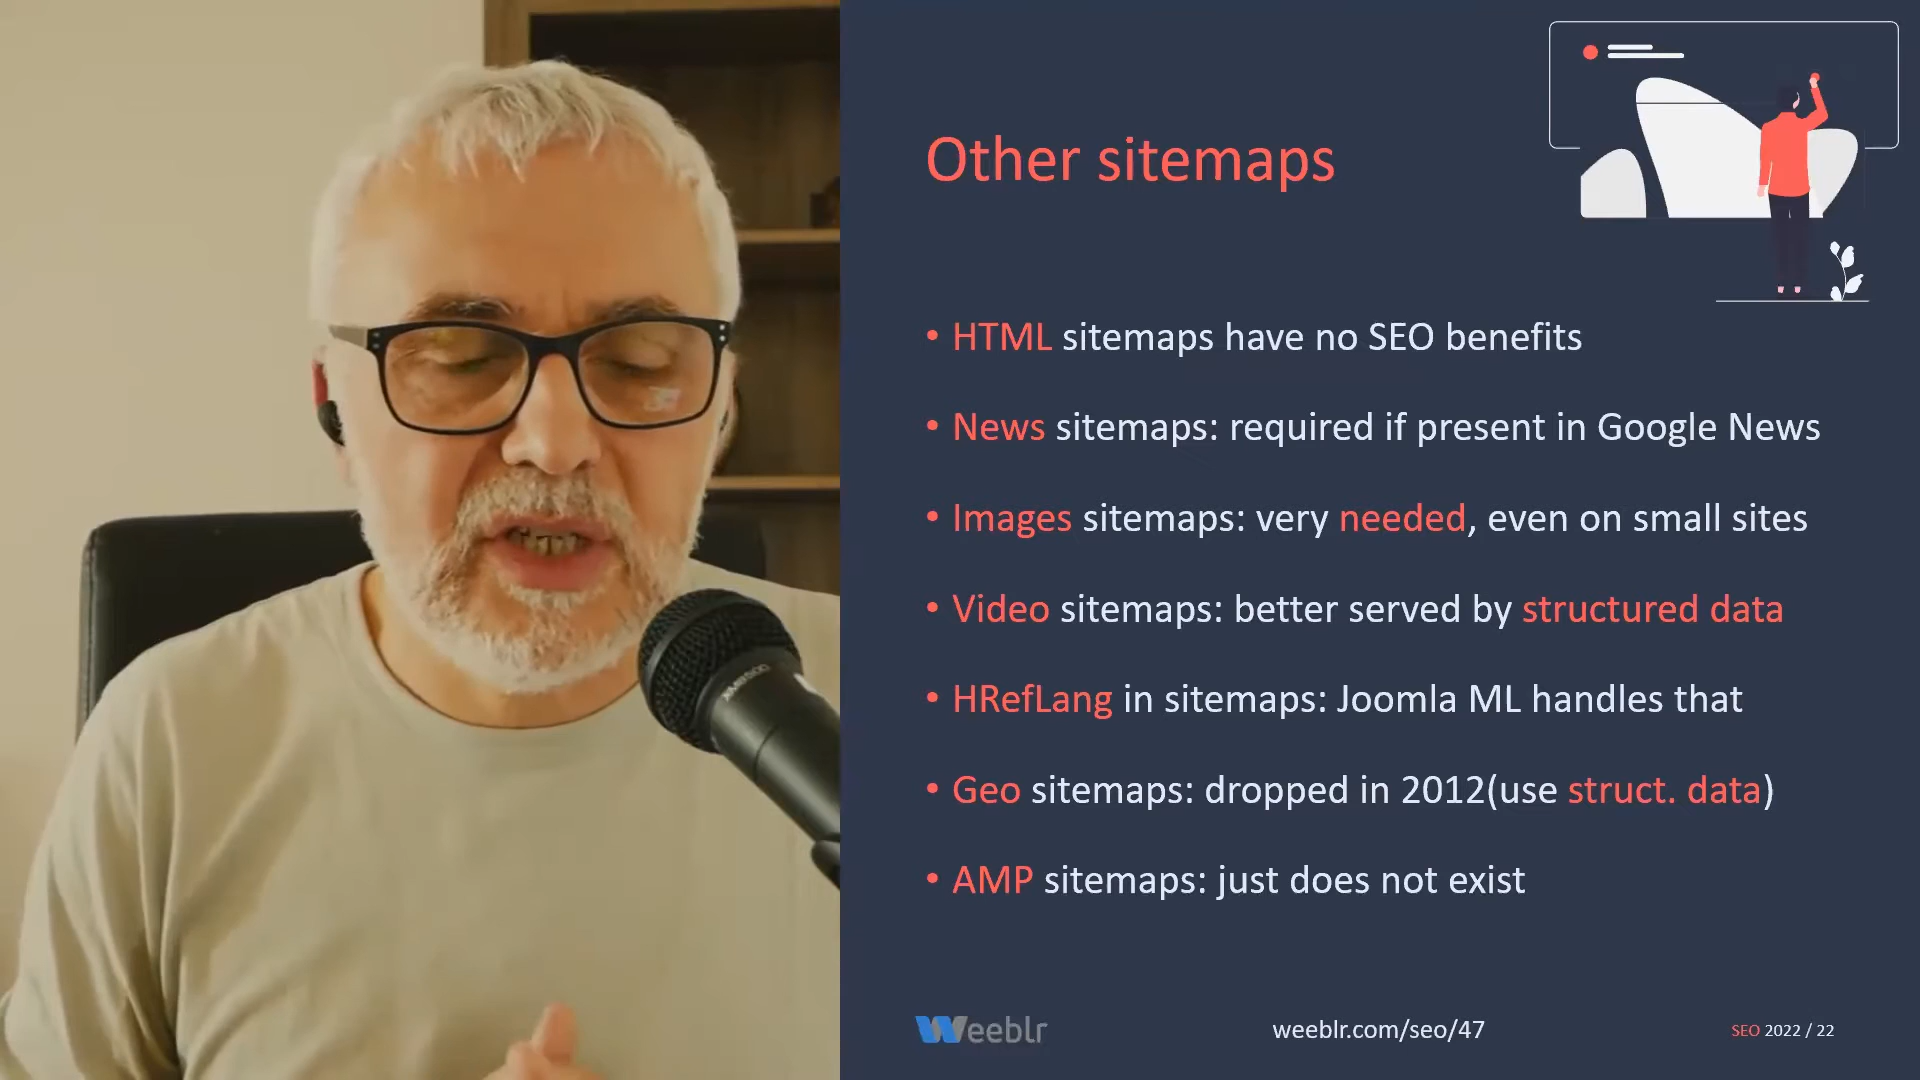 Other sitemaps
• HTML sitemaps have no SEO benefits
• News sitemaps: required if present in Google News
• Images sitemaps: very needed, even on small sites
• Video sitemaps: better served by structured data
• HRefLang in sitemaps: Joomla ML handles that
• Geo sitemaps: dropped in 2012(use struct. data)
• AMP sitemaps: just does not exist
Weeblr
weeblr.com/seo/47
SEO 2022 / 22